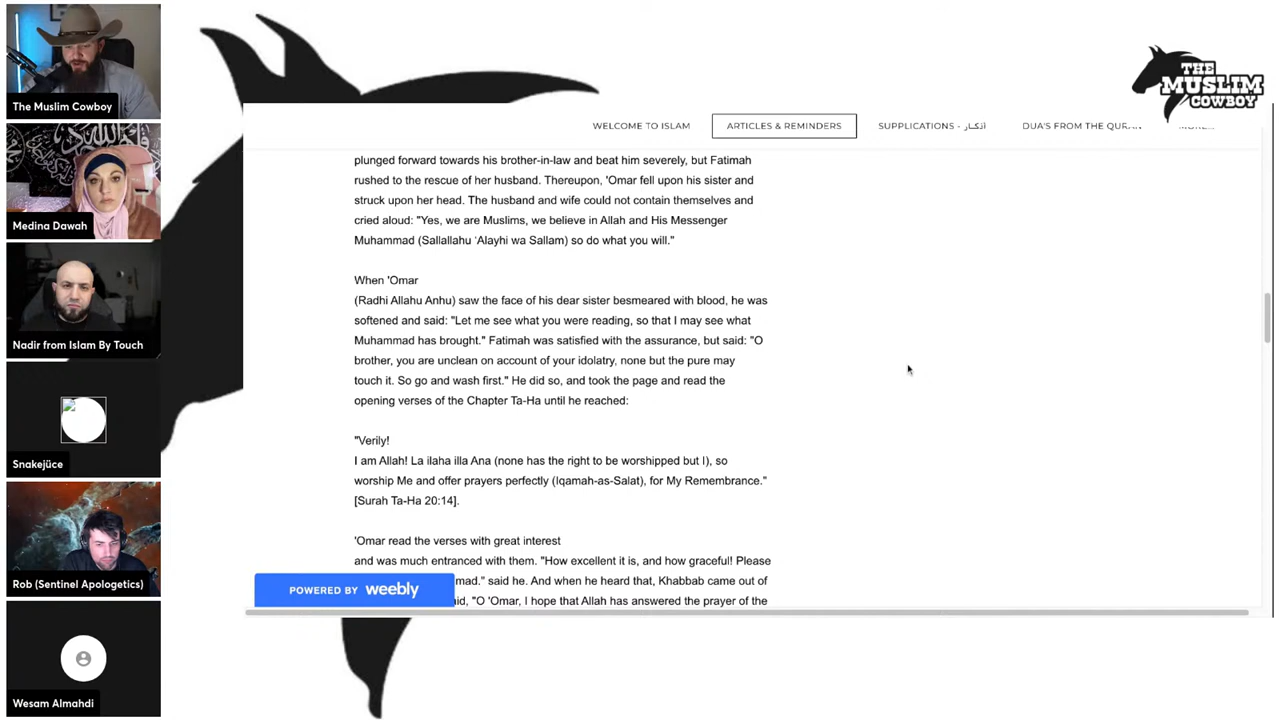 The Muslim Cowboy
Medina Dawah
Nadir from Islam By Touch
Snakejüce
Rob (Sentinel Apologetics)
Wesam Almahdi
THE
MUSLIM
COWBOY
WELCOME TO ISLAM
ARTICLES & REMINDERS
SUPPLICATIONS - أذكار
DUA'S FROM THE QURAN
MORE...
plunged forward towards his brother-in-law and beat him severely, but Fatimah
rushed to the rescue of her husband. Thereupon, 'Omar fell upon his sister and
struck upon her head. The husband and wife could not contain themselves and
cried aloud: "Yes, we are Muslims, we believe in Allah and His Messenger
Muhammad (Sallallahu ʻAlayhi wa Sallam) so do what you will."
When 'Omar
(Radhi Allahu Anhu) saw the face of his dear sister besmeared with blood, he was
softened and said: "Let me see what you were reading, so that I may see what
Muhammad has brought." Fatimah was satisfied with the assurance, but said: "O
brother, you are unclean on account of your idolatry, none but the pure may
touch it. So go and wash first." He did so, and took the page and read the
opening verses of the Chapter Ta-Ha until he reached:
"Verily!
I am Allah! La ilaha illa Ana (none has the right to be worshipped but I), so
worship Me and offer prayers perfectly (Iqamah-as-Salat), for My Remembrance."
[Surah Ta-Ha 20:14].
'Omar read the verses with great interest
and was much entranced with them. "How excellent it is, and how graceful! Please
mad." said he. And when he heard that, Khabbab came out of
aid, "O 'Omar, I hope that Allah has answered the prayer of the
POWERED BY weebly